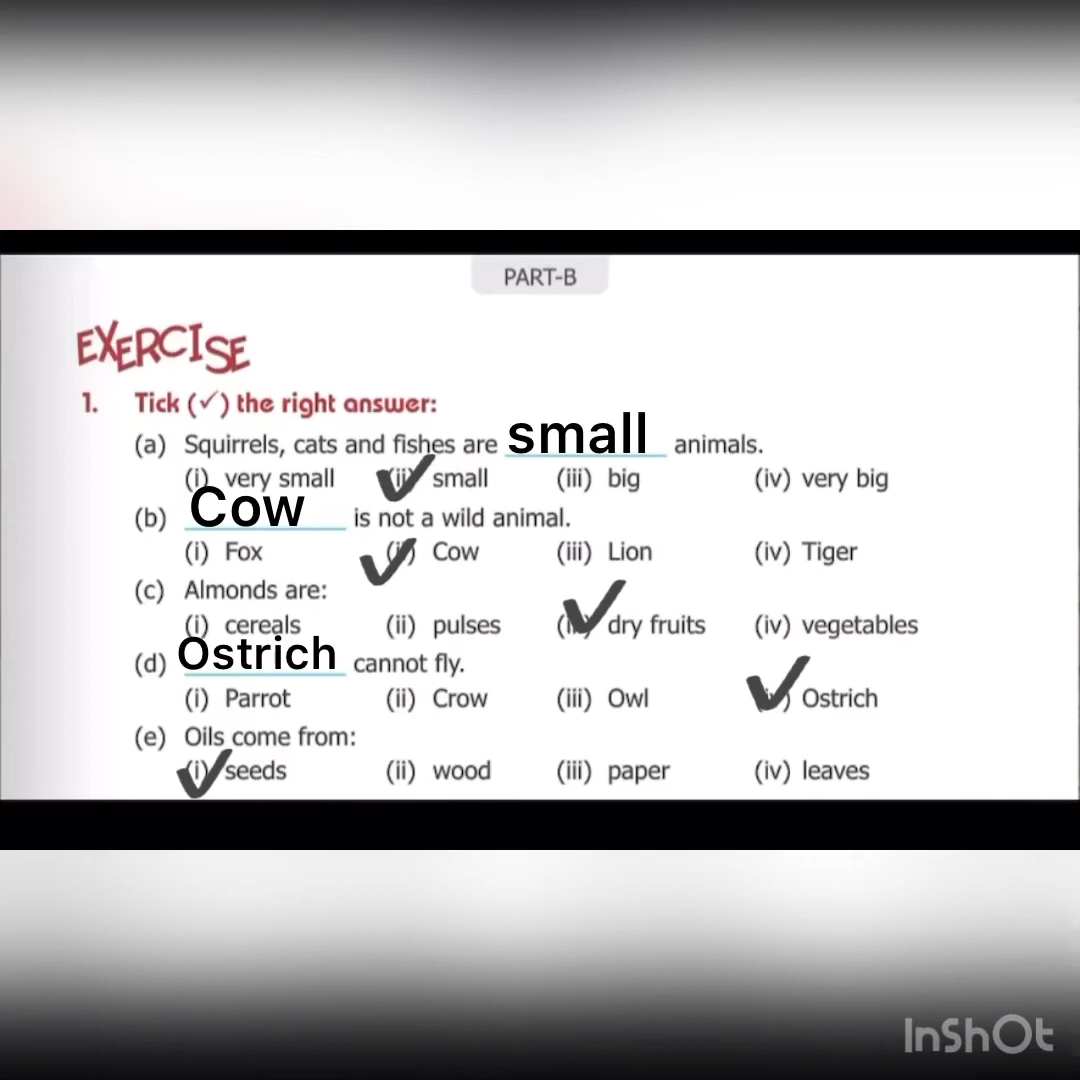 PART-B
EXERCISE
1. Tick (✓) the right answer:
(a) Squirrels, cats and fishes are small animals.
(i) very small (ii) small (iii) big (iv) very big
(b) Cow is not a wild animal.
(i) Fox (ii) Cow (iii) Lion (iv) Tiger
(c) Almonds are:
(i) cereals (ii) pulses (iii) dry fruits (iv) vegetables
(d) Ostrich cannot fly.
(i) Parrot (ii) Crow (iii) Owl (iv) Ostrich
(e) Oils come from:
(i) seeds (ii) wood (iii) paper (iv) leaves
InShOt